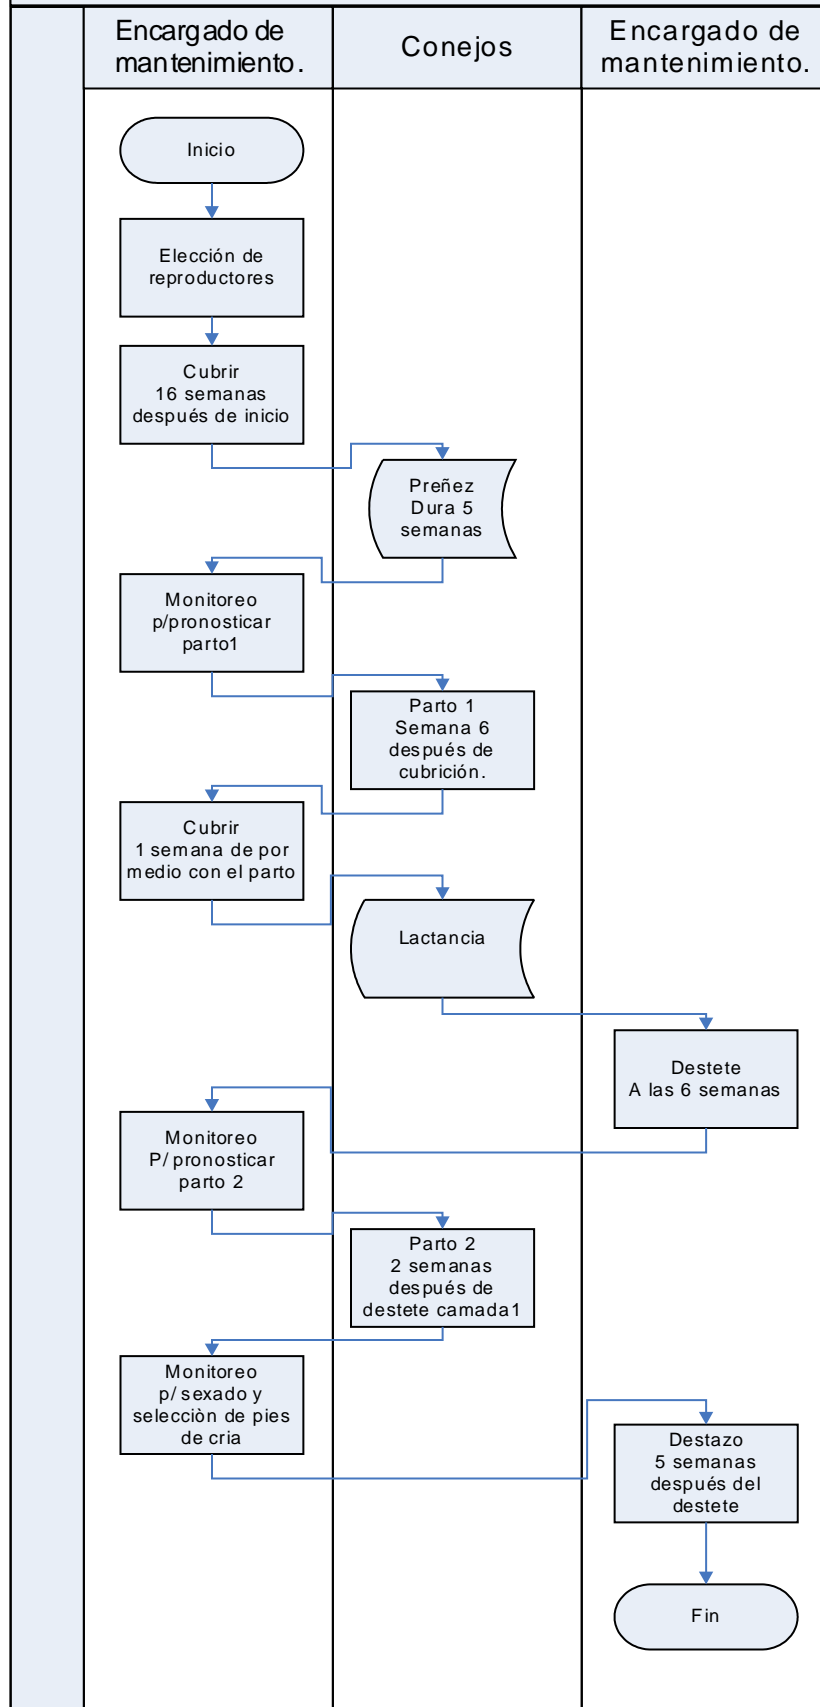 Encargado de
mantenimiento.
Conejos
Encargado de
mantenimiento.
Inicio
Elección de
reproductores
Cubrir
16 semanas
después de inicio
Preñez
Dura 5
semanas
Monitoreo
p/pronosticar
parto1
Parto 1
Semana 6
después de
cubrición.
Cubrir
1 semana de por
medio con el parto
Lactancia
Destete
A las 6 semanas
Monitoreo
P/ pronosticar
parto 2
Parto 2
2 semanas
después de
destete camada1
Monitoreo
p/ sexado y
selecciòn de pies
de cria
Destazo
5 semanas
después del
destete
Fin